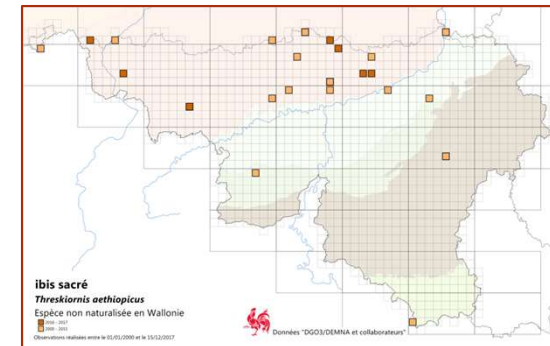 ibis sacré
Threskiornis aethiopicus
Espèce non naturalisée en Wallonie
2016 - 2017
2000 - 2015
Observations réalisées entre le 01/01/2000 et le 15/12/2017
Données "DGO3/DEMNA et collaborateurs"